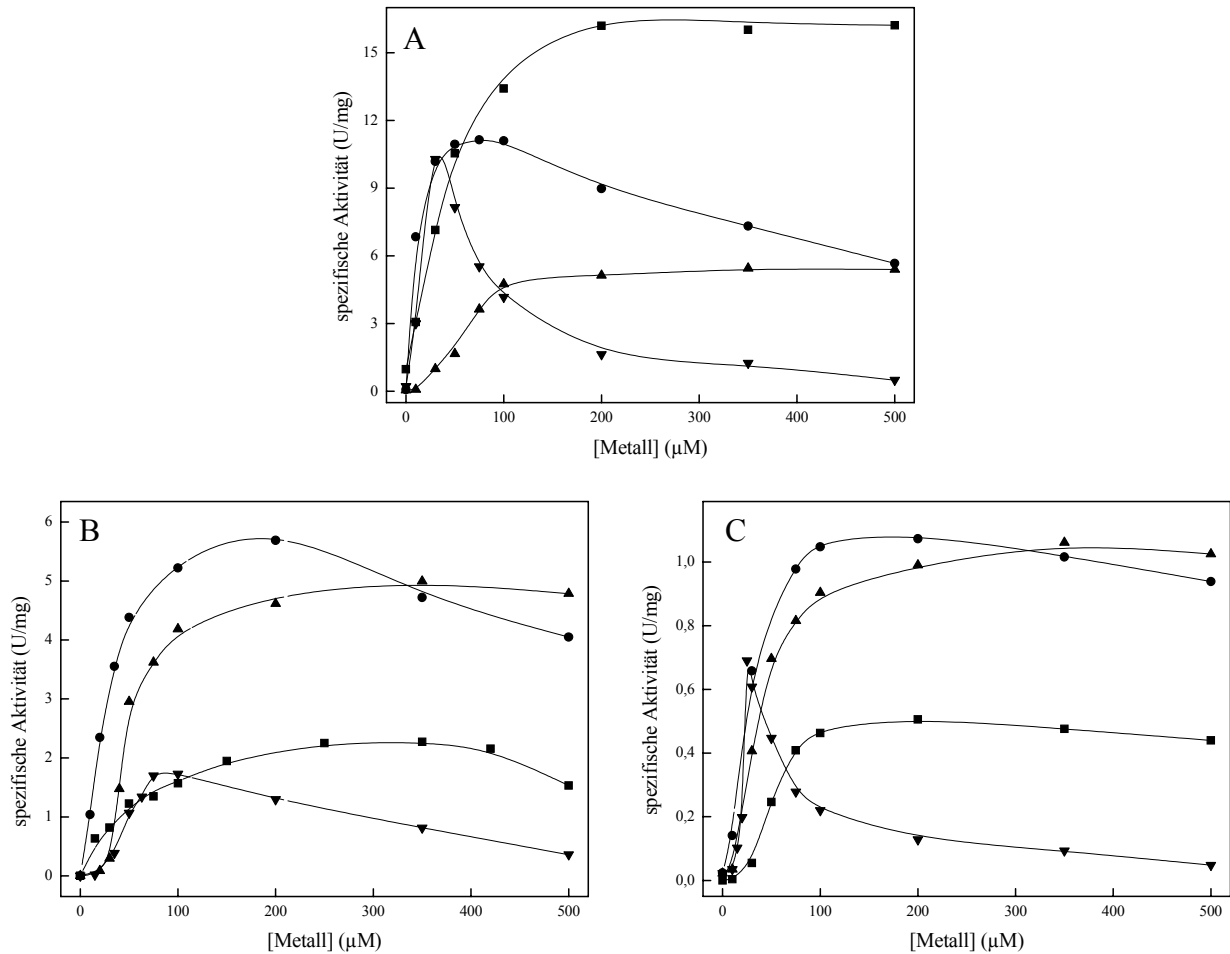 A
spezifische Aktivität (U/mg)
15
12
9
6
3
0
0 100 200 300 400 500
[Metall] (µM)
B
spezifische Aktivität (U/mg)
6
5
4
3
2
1
0
0 100 200 300 400 500
[Metall] (µM)
C
spezifische Aktivität (U/mg)
1,0
0,8
0,6
0,4
0,2
0,0
0 100 200 300 400 500
[Metall] (µM)